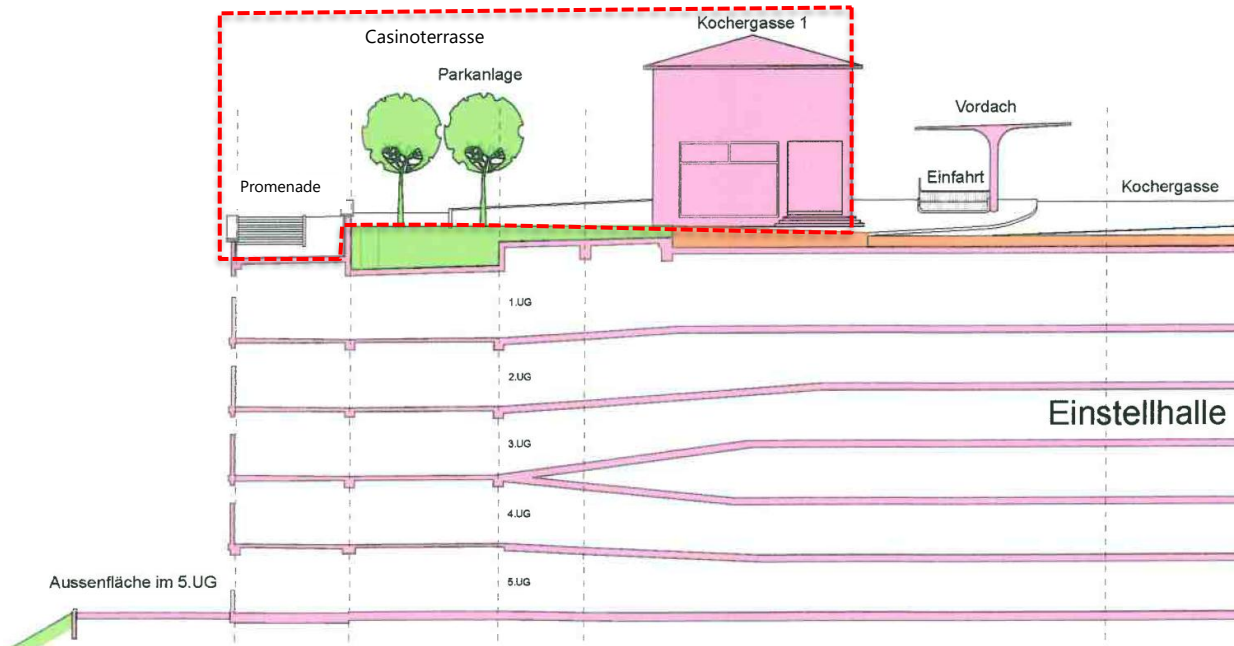 Kochergasse 1
Casinoterrasse
Parkanlage
Vordach
Promenade
Einfahrt
Kochergasse
1.UG
2.UG
Einstellhalle
3.UG
4.UG
Aussenfläche im 5.UG
5.UG